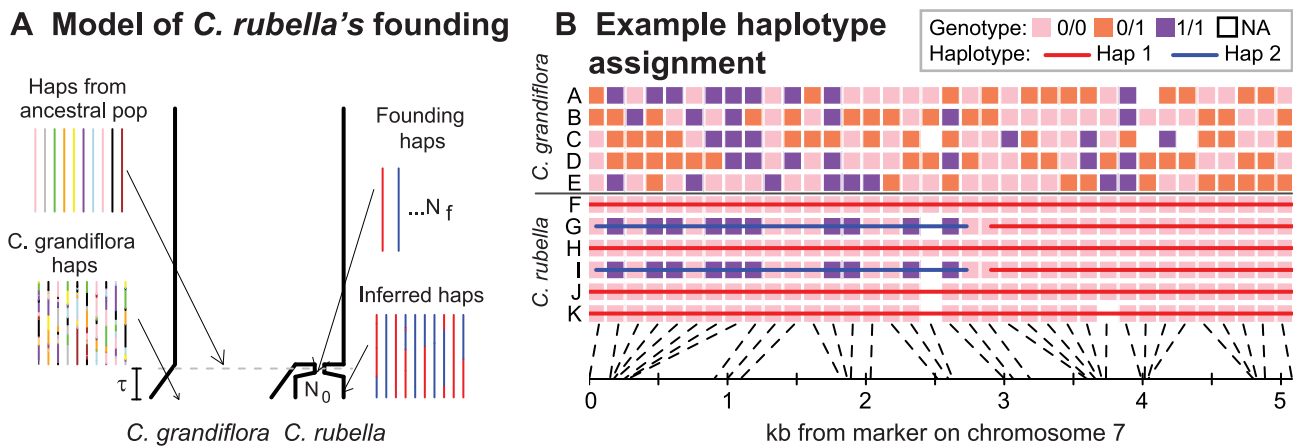 A Model of C. rubella's founding
Haps from
ancestral pop
Founding
haps
...N f
C. grandiflora
haps
Inferred haps
τ
N0
C. grandiflora C. rubella
B Example haplotype
assignment
Genotype: 0/0 0/1 1/1 NA
Haplotype: Hap 1 Hap 2
C. grandiflora
A
B
C
D
E
C. rubella
F
G
H
I
J
K
0 1 2 3 4 5
kb from marker on chromosome 7